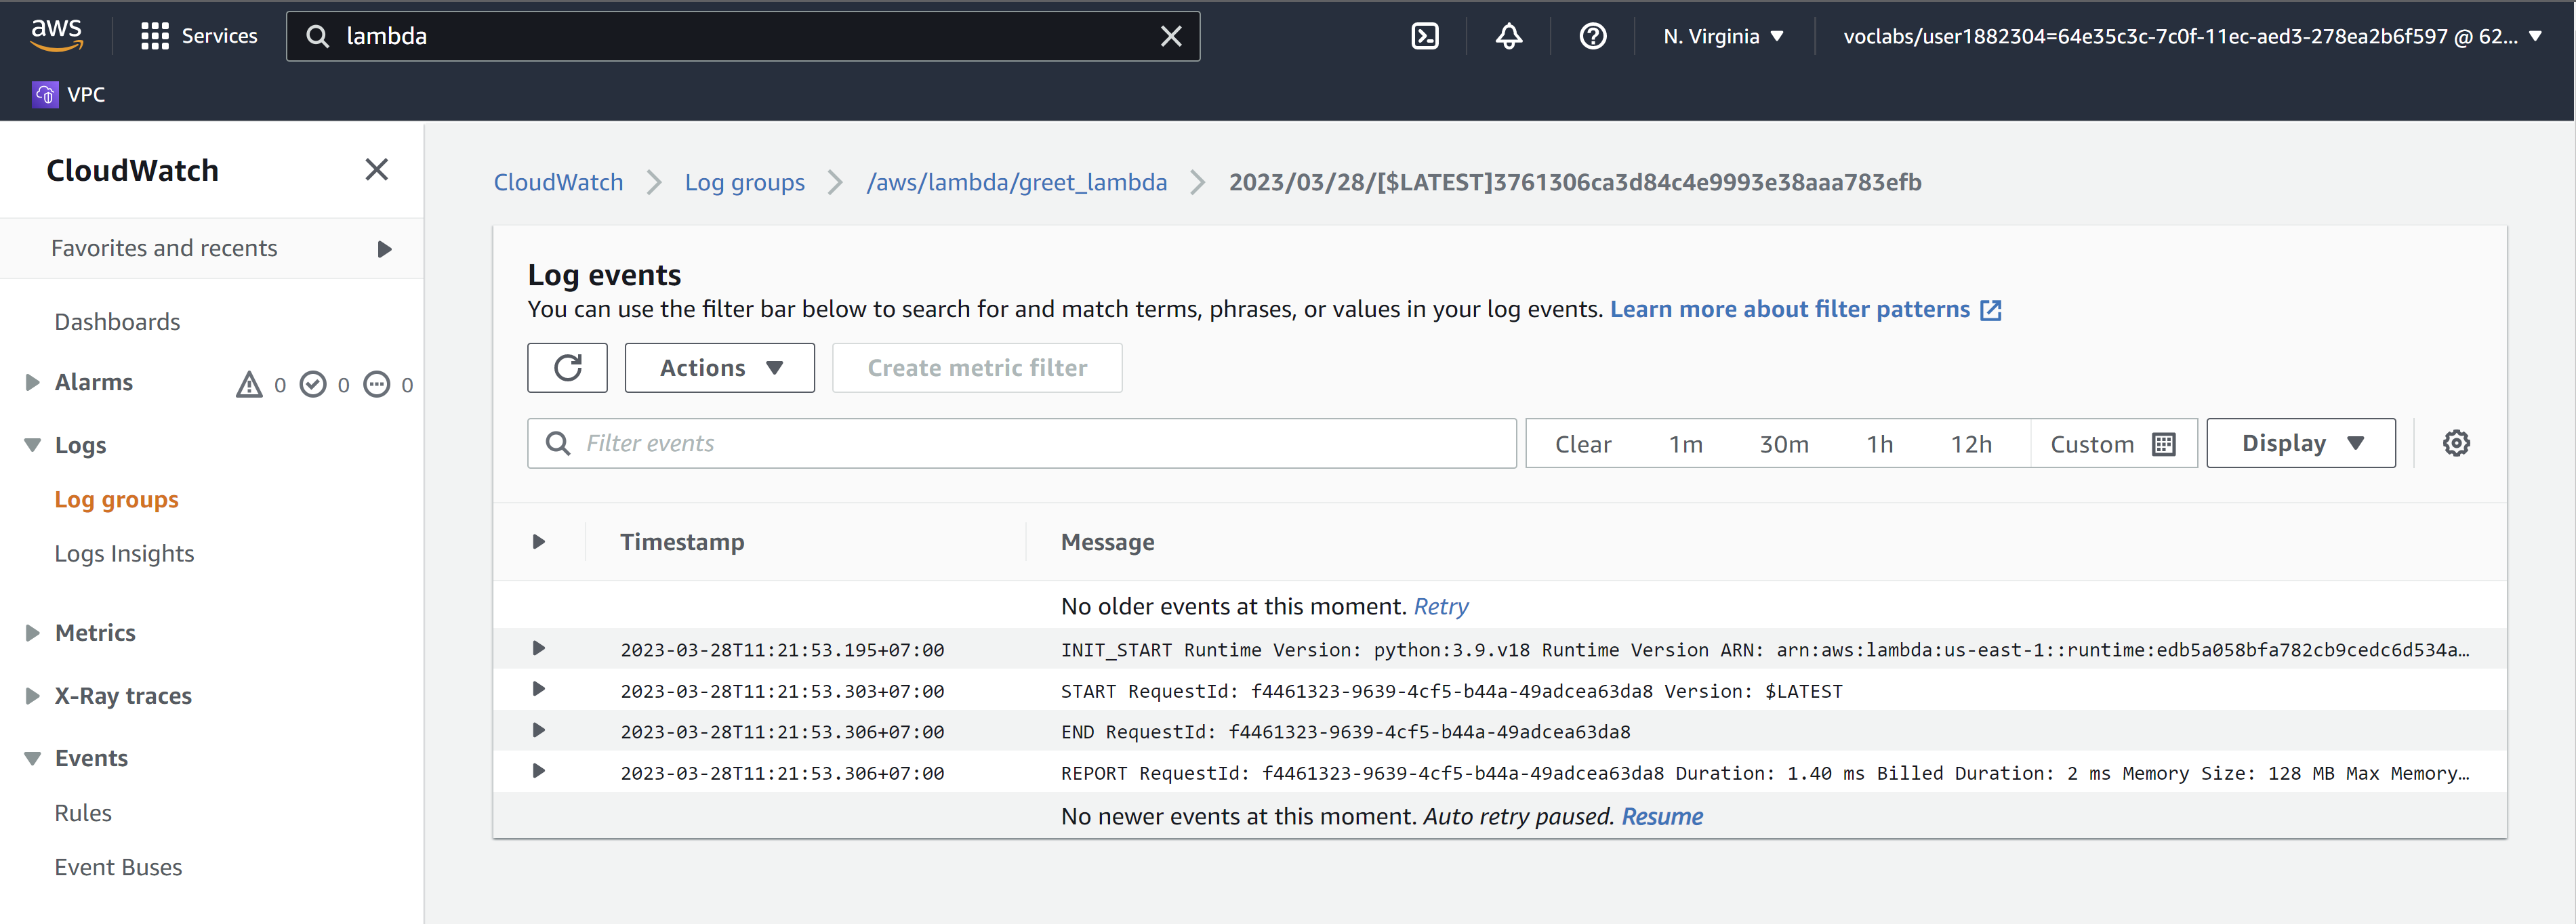 aws
Services
lambda
N. Virginia
voclabs/user1882304=64e35c3c-7c0f-11ec-aed3-278ea2b6f597 @ 62...
VPC
CloudWatch
Favorites and recents
Dashboards
Alarms 0 0 0
Logs
Log groups
Logs Insights
Metrics
X-Ray traces
Events
Rules
Event Buses
CloudWatch Log groups /aws/lambda/greet_lambda 2023/03/28/[$LATEST]3761306ca3d84c4e9993e38aaa783efb
Log events
You can use the filter bar below to search for and match terms, phrases, or values in your log events. Learn more about filter patterns
Actions Create metric filter
Filter events Clear 1m 30m 1h 12h Custom Display
Timestamp Message
No older events at this moment. Retry
2023-03-28T11:21:53.195+07:00 INIT_START Runtime Version: python:3.9.v18 Runtime Version ARN: arn:aws:lambda:us-east-1::runtime:edb5a058bfa782cb9cedc6d534a…
2023-03-28T11:21:53.303+07:00 START RequestId: f4461323-9639-4cf5-b44a-49adcea63da8 Version: $LATEST
2023-03-28T11:21:53.306+07:00 END RequestId: f4461323-9639-4cf5-b44a-49adcea63da8
2023-03-28T11:21:53.306+07:00 REPORT RequestId: f4461323-9639-4cf5-b44a-49adcea63da8 Duration: 1.40 ms Billed Duration: 2 ms Memory Size: 128 MB Max Memory…
No newer events at this moment. Auto retry paused. Resume